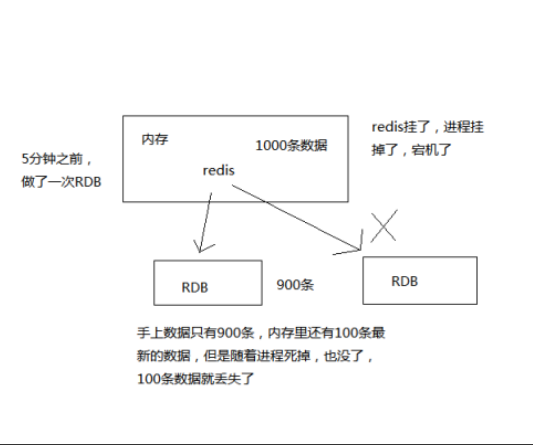 内存
1000条数据
redis
redis挂了，进程挂
掉了，宕机了
5分钟之前，
做了一次RDB
RDB
900条
RDB
手上数据只有900条，内存里还有100条最
新的数据，但是随着进程死掉，也没了，
100条数据就丢失了